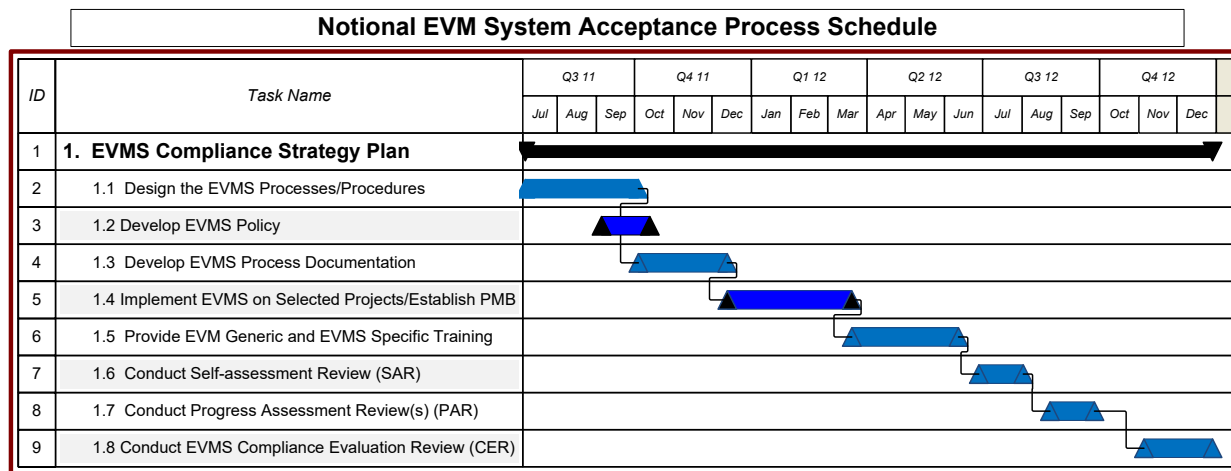 Notional EVM System Acceptance Process Schedule
ID Task Name Q3 11 Q4 11 Q1 12 Q2 12 Q3 12 Q4 12
Jul Aug Sep Oct Nov Dec Jan Feb Mar Apr May Jun Jul Aug Sep Oct Nov Dec
1 1. EVMS Compliance Strategy Plan
2 1.1 Design the EVMS Processes/Procedures
3 1.2 Develop EVMS Policy
4 1.3 Develop EVMS Process Documentation
5 1.4 Implement EVMS on Selected Projects/Establish PMB
6 1.5 Provide EVM Generic and EVMS Specific Training
7 1.6 Conduct Self-assessment Review (SAR)
8 1.7 Conduct Progress Assessment Review(s) (PAR)
9 1.8 Conduct EVMS Compliance Evaluation Review (CER)